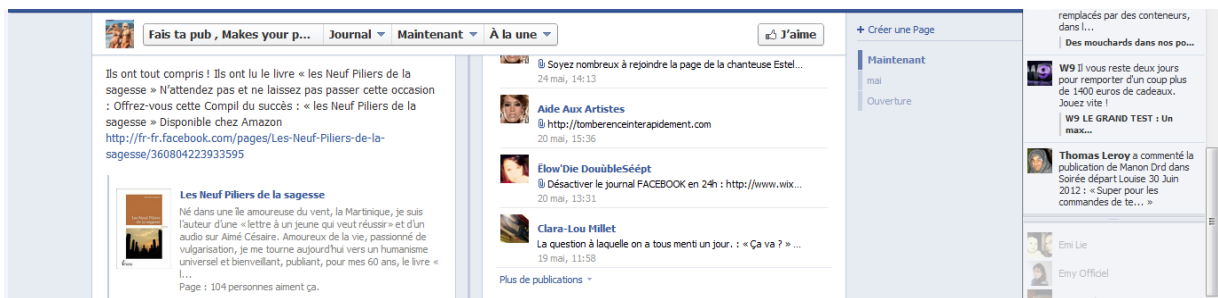 Fais ta pub , Makes your p...
Journal
Maintenant
À la une
J'aime
Ils ont tout compris ! Ils ont lu le livre « les Neuf Piliers de la
sagesse » N'attendez pas et ne laissez pas passer cette occasion
: Offrez-vous cette Compil du succès : « les Neuf Piliers de la
sagesse » Disponible chez Amazon
http://fr-fr.facebook.com/pages/Les-Neuf-Piliers-de-la-
sagesse/360804223933595
Les Neuf Piliers de la sagesse
Né dans une île amoureuse du vent, la Martinique, je suis
l'auteur d'une «lettre à un jeune qui veut réussir» et d'un
audio sur Aimé Césaire. Amoureux de la vie, passionné de
vulgarisation, je me tourne aujourd'hui vers un humanisme
universel et bienveillant, publiant, pour mes 60 ans, le livre «
l...
Page : 104 personnes aiment ça.
Soyez nombreux à rejoindre la page de la chanteuse Estel...
24 mai, 14:13
Aide Aux Artistes
http://tomberenceinterapidement.com
20 mai, 15:36
Ëlow'Die DouùbleSéépt
Désactiver le journal FACEBOOK en 24h : http://www.wix...
20 mai, 13:31
Clara-Lou Millet
La question à laquelle on a tous menti un jour. : « Ça va ? » ...
19 mai, 11:58
Plus de publications
+ Créer une Page
Maintenant
mai
Ouverture
remplacés par des conteneurs,
dans l...
Des mouchards dans nos po...
W9 Il vous reste deux jours
pour remporter d'un coup plus
de 1400 euros de cadeaux.
Jouez vite !
W9 LE GRAND TEST : Un
max...
Thomas Leroy a commenté la
publication de Manon Drd dans
Soirée départ Louise 30 Juin
2012 : « Super pour les
commandes de te... »
Emi Lie
Emy Officiel